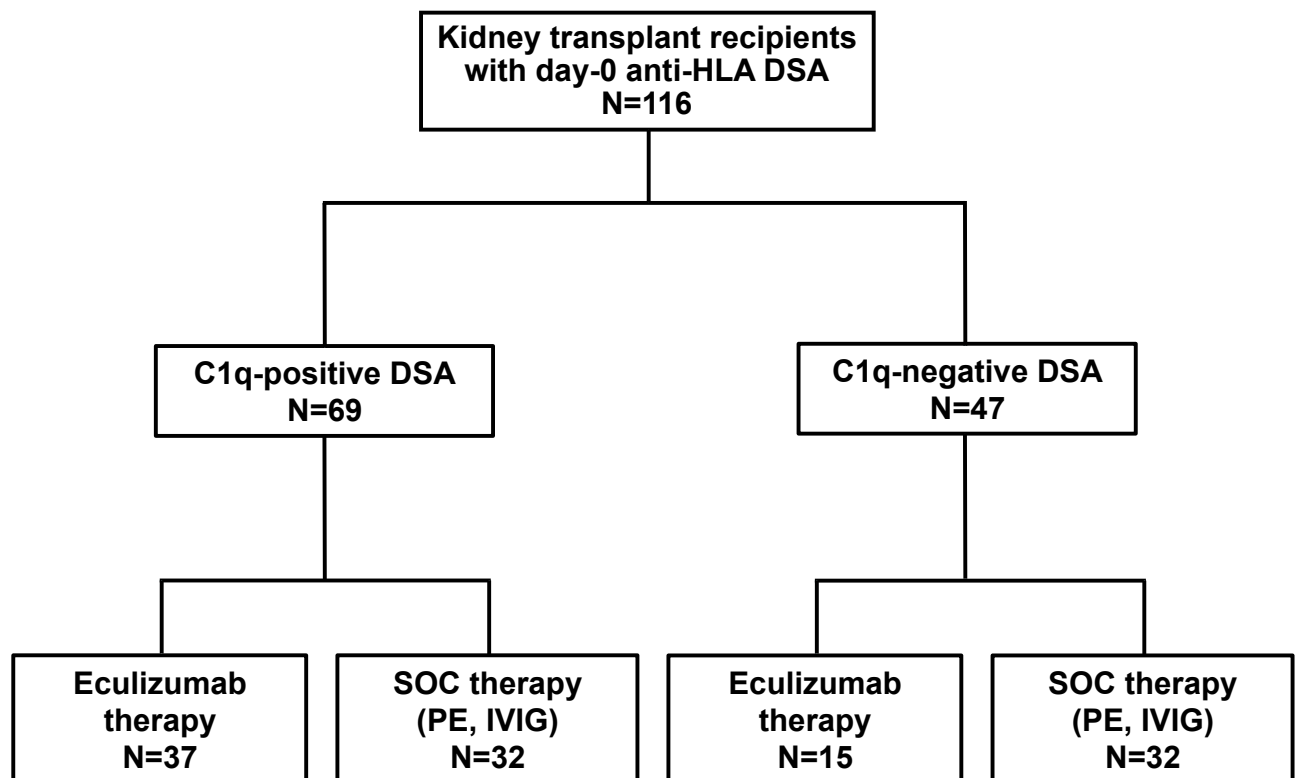 Kidney transplant recipients
with day-0 anti-HLA DSA
N=116
C1q-positive DSA
N=69
C1q-negative DSA
N=47
Eculizumab
therapy
N=37
SOC therapy
(PE, IVIG)
N=32
Eculizumab
therapy
N=15
SOC therapy
(PE, IVIG)
N=32